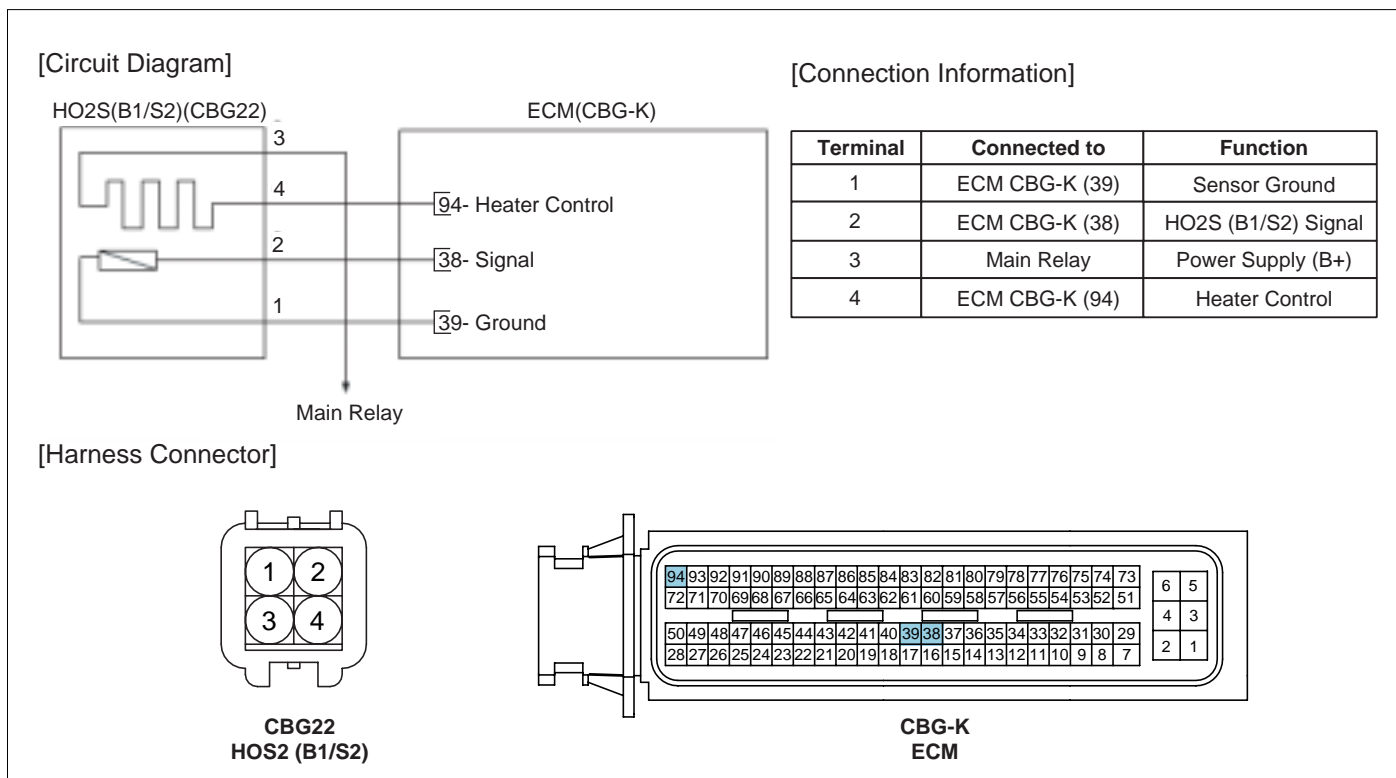 [Circuit Diagram]
HO2S(B1/S2)(CBG22)
ECM(CBG-K)
3
4
94- Heater Control
2
38- Signal
1
39- Ground
Main Relay
[Connection Information]
Terminal Connected to Function
1 ECM CBG-K (39) Sensor Ground
2 ECM CBG-K (38) HO2S (B1/S2) Signal
3 Main Relay Power Supply (B+)
4 ECM CBG-K (94) Heater Control
[Harness Connector]
1 2
3 4
CBG22
HOS2 (B1/S2)
94 93 92 91 90 89 88 87 86 85 84 83 82 81 80 79 78 77 76 75 74 73
72 71 70 69 68 67 66 65 64 63 62 61 60 59 58 57 56 55 54 53 52 51
50 49 48 47 46 45 44 43 42 41 40 39 38 37 36 35 34 33 32 31 30 29
28 27 26 25 24 23 22 21 20 19 18 17 16 15 14 13 12 11 10 9 8 7
6 5
4 3
2 1
CBG-K
ECM